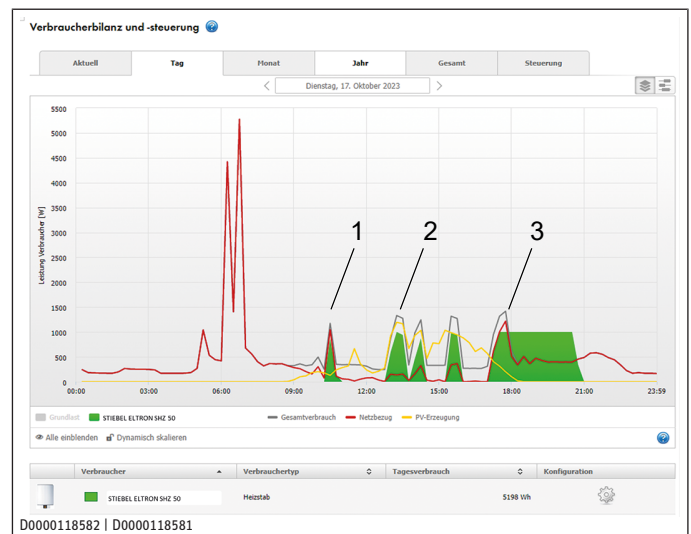 Verbraucherbilanz und -steuerung ?
Aktuell Tag Monat Jahr Gesamt Steuerung
Dienstag, 17. Oktober 2023
Leistung Verbraucher [W]
5500
5000
4500
4000
3500
3000
2500
2000
1500
1000
500
0
1 2 3
00:00 03:00 06:00 09:00 12:00 15:00 18:00 21:00 23:59
Grundlast STIEBEL ELTRON SHZ 50 Gesamtverbrauch Netzbezug PV-Erzeugung
Alle einblenden Dynamisch skalieren ?
Verbraucher Verbrauchertyp Tagesverbrauch Konfiguration
STIEBEL ELTRON SHZ 50 Heizstab 5198 Wh
D0000118582 | D0000118581